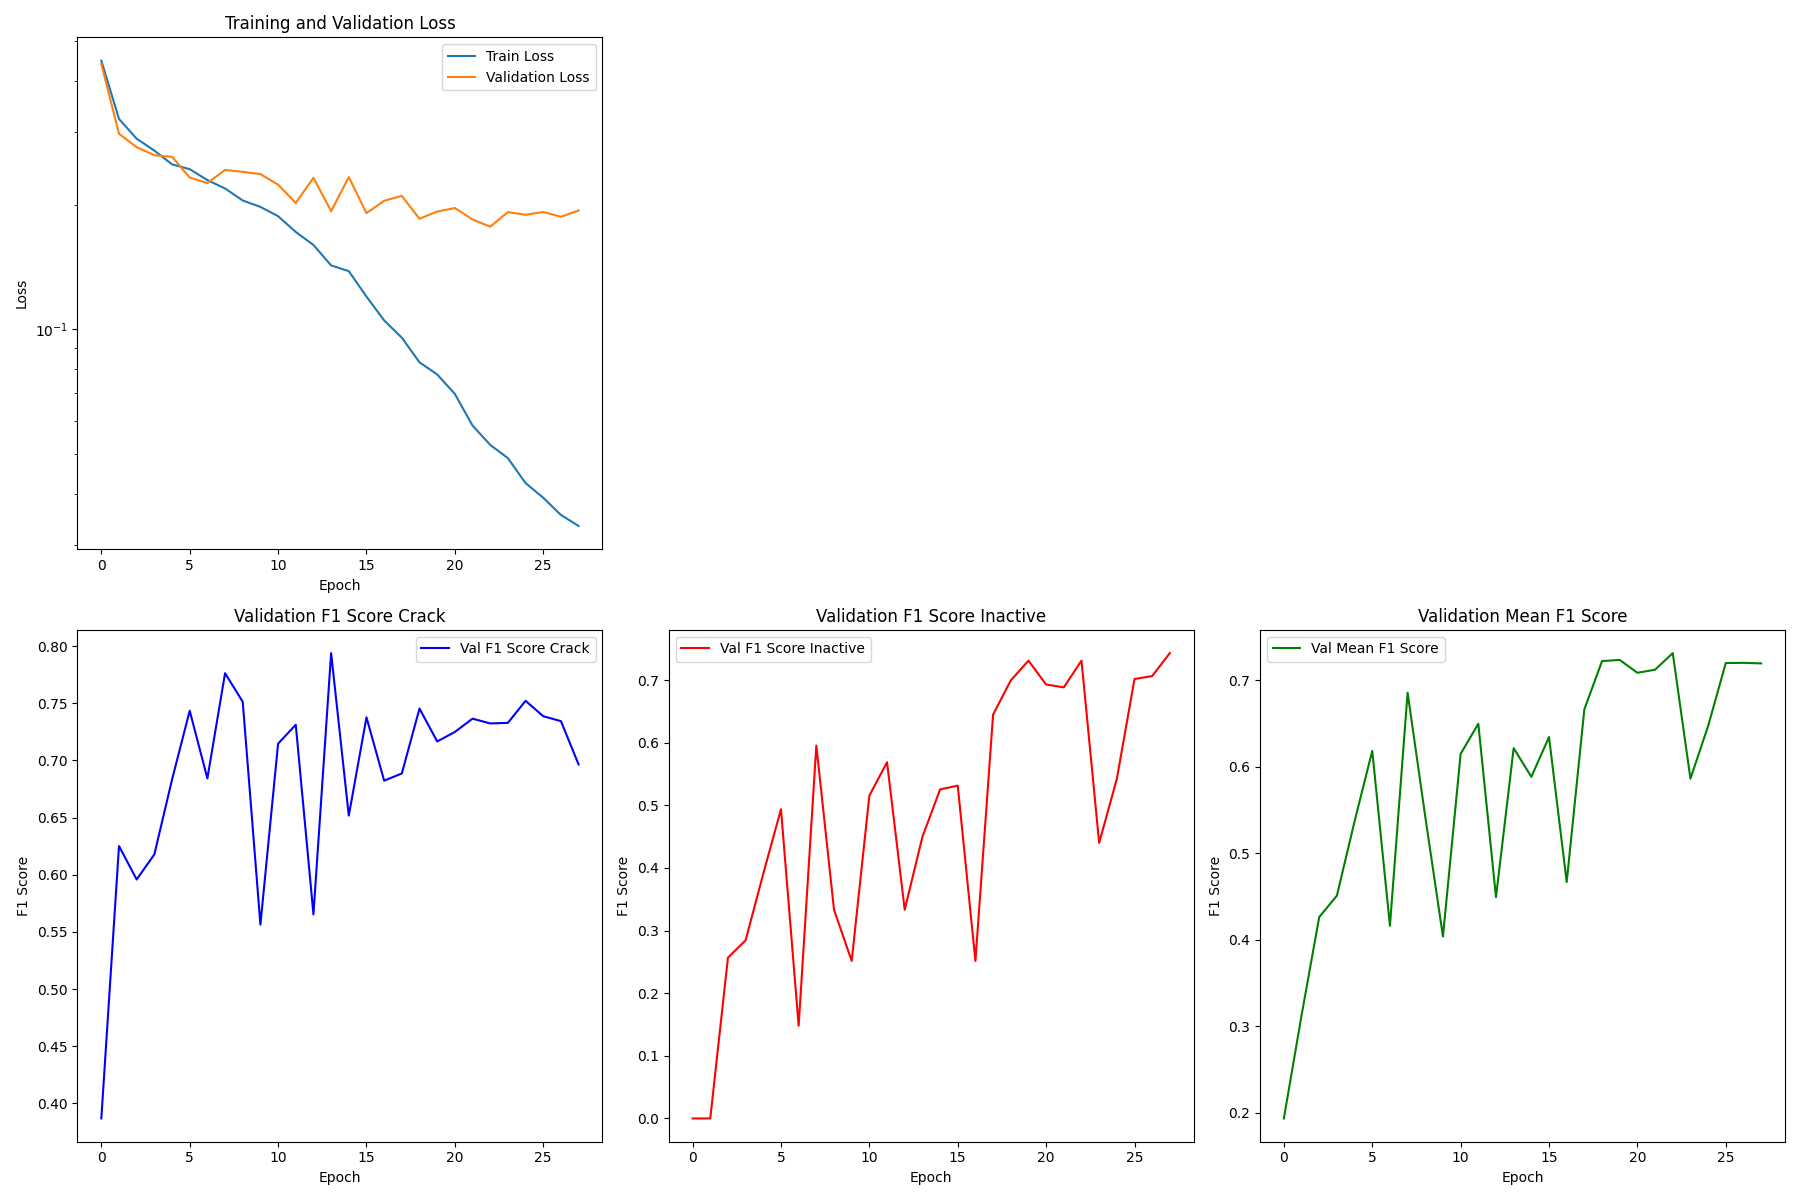 Training and Validation Loss
Train Loss
Validation Loss
Loss
10⁻¹
0 5 10 15 20 25
Epoch
Validation F1 Score Crack
Val F1 Score Crack
F1 Score
0.80
0.75
0.70
0.65
0.60
0.55
0.50
0.45
0.40
0 5 10 15 20 25
Epoch
Validation F1 Score Inactive
Val F1 Score Inactive
F1 Score
0.7
0.6
0.5
0.4
0.3
0.2
0.1
0.0
0 5 10 15 20 25
Epoch
Validation Mean F1 Score
Val Mean F1 Score
F1 Score
0.7
0.6
0.5
0.4
0.3
0.2
0 5 10 15 20 25
Epoch